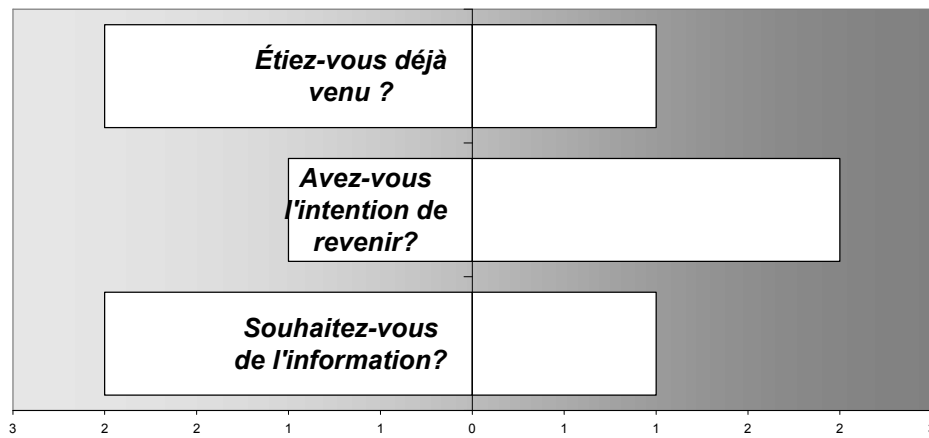 Étiez-vous déjà
venu ?
Avez-vous
l'intention de
revenir?
Souhaitez-vous
de l'information?
3 2 2 1 1 0 1 1 2 2 3